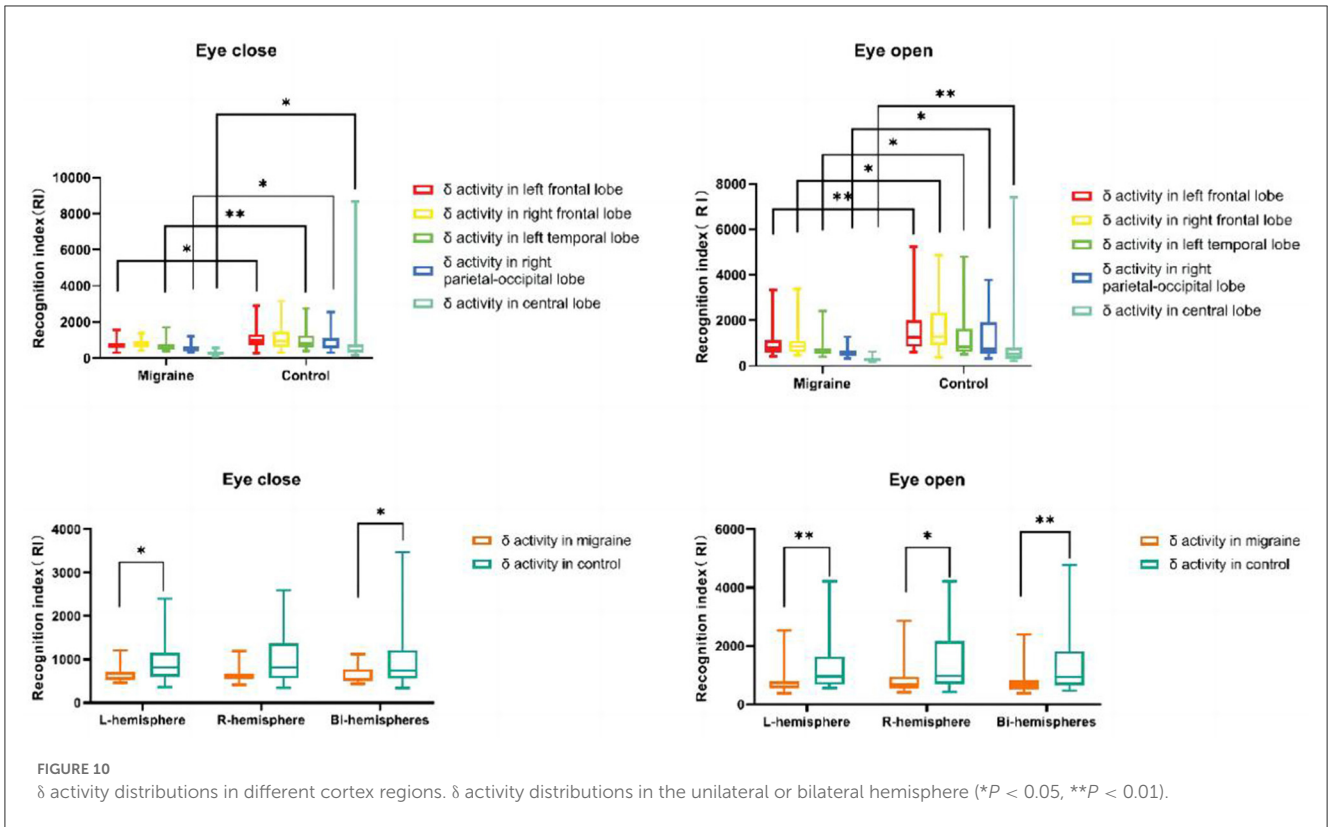 Eye close
*
*
**
*
Recognition index(RI)
10000
8000
6000
4000
2000
0
Migraine
Control
δ activity in left frontal lobe
δ activity in right frontal lobe
δ activity in left temporal lobe
δ activity in right
parietal-occipital lobe
δ activity in central lobe
Eye open
**
*
*
*
**
Recognition index( R I )
8000
6000
4000
2000
0
Migraine
Control
δ activity in left frontal lobe
δ activity in right frontal lobe
δ activity in left temporal lobe
δ activity in right
parietal-occipital lobe
δ activity in central lobe
Eye close
*
*
Recognition index( RI )
4000
3000
2000
1000
0
L-hemisphere
R-hemisphere
Bi-hemispheres
δ activity in migraine
δ activity in control
Eye open
**
*
**
Recognition index( RI )
6000
4000
2000
0
L-hemisphere
R-hemisphere
Bi-hemispheres
δ activity in migraine
δ activity in control
FIGURE 10
δ activity distributions in different cortex regions. δ activity distributions in the unilateral or bilateral hemisphere (*P < 0.05, **P < 0.01).